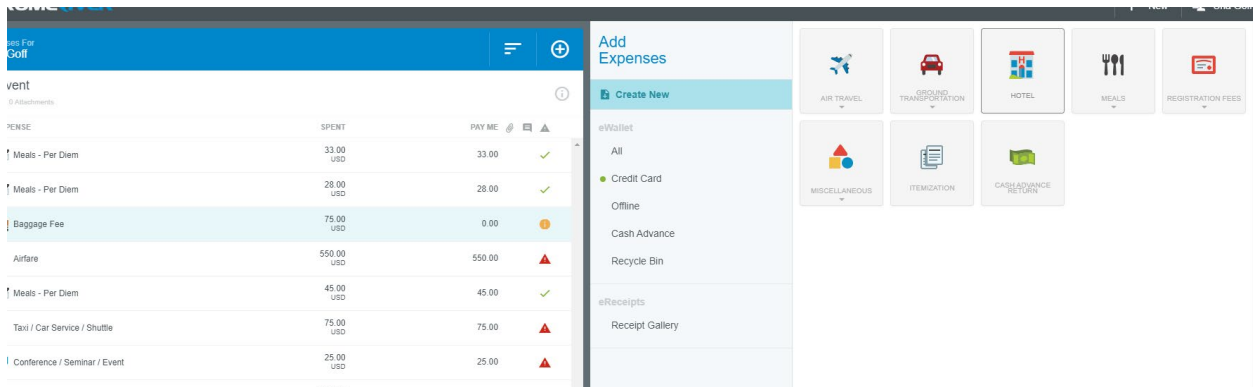 New
ses For
Goff
vent
0 Attachments
PENSE SPENT PAY ME
Meals - Per Diem 33.00 USD 33.00
Meals - Per Diem 28.00 USD 28.00
Baggage Fee 75.00 USD 0.00
Airfare 550.00 USD 550.00
Meals - Per Diem 45.00 USD 45.00
Taxi / Car Service / Shuttle 75.00 USD 75.00
Conference / Seminar / Event 25.00 USD 25.00
Add
Expenses
Create New
eWallet
All
Credit Card
Offline
Cash Advance
Recycle Bin
eReceipts
Receipt Gallery
AIR TRAVEL
GROUND
TRANSPORTATION
H
HOTEL
MEALS
REGISTRATION FEES
MISCELLANEOUS
ITEMIZATION
CASH ADVANCE
RETURN